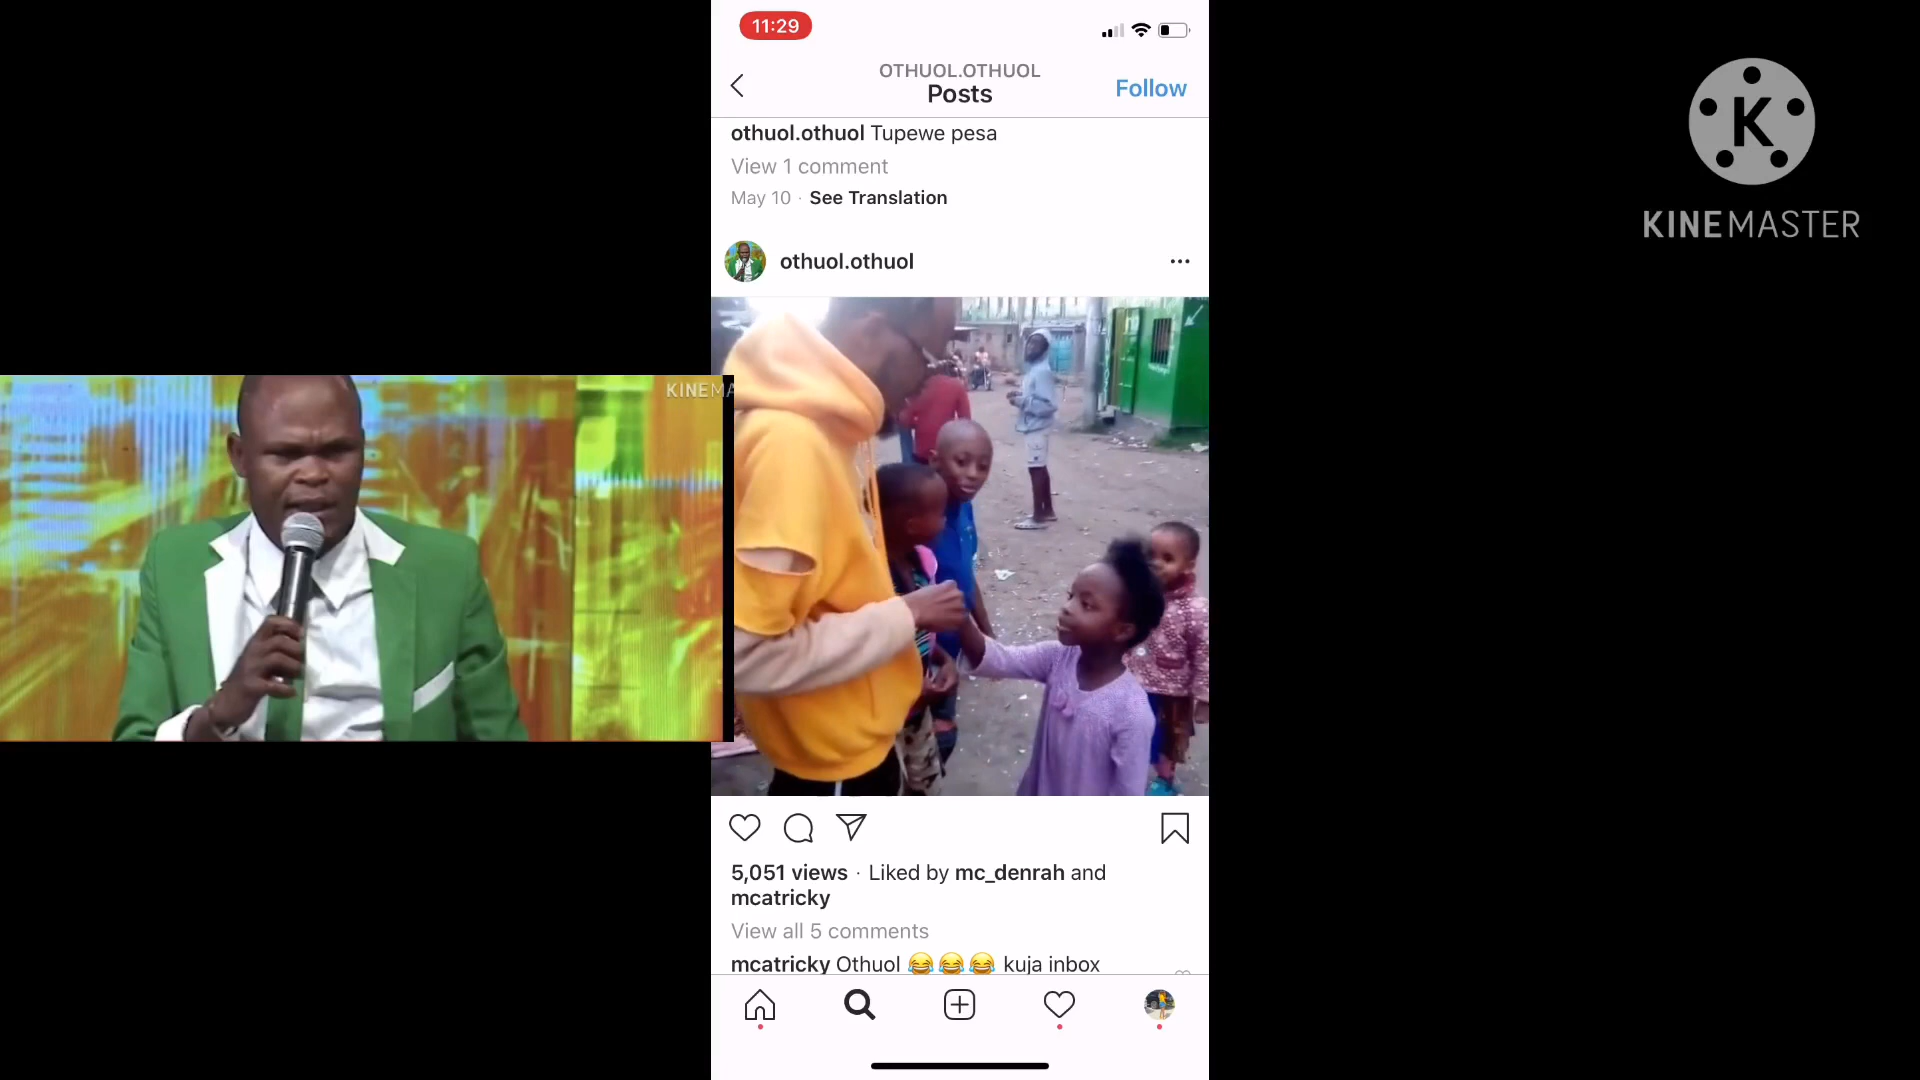 11:29
OTHUOL.OTHUOL
Posts
Follow
othuol.othuol Tupewe pesa
View 1 comment
May 10 · See Translation
othuol.othuol
5,051 views · Liked by mc_denrah and
mcatricky
View all 5 comments
mcatricky Othuol 😂😂😂 kuja inbox
K
KINEMASTER
KINEMA